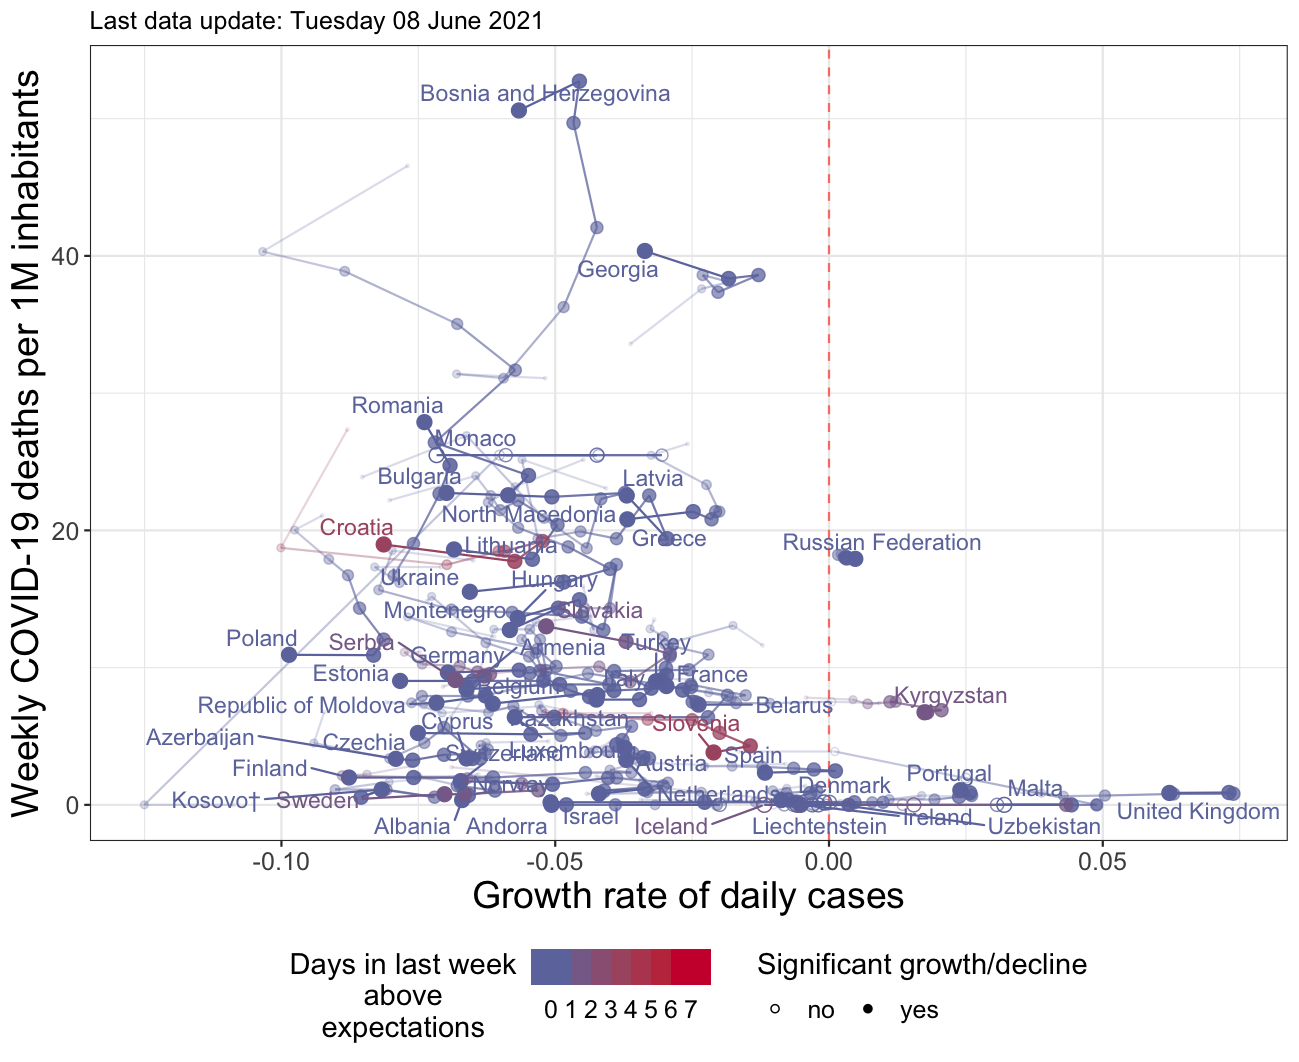 Last data update: Tuesday 08 June 2021
Weekly COVID-19 deaths per 1M inhabitants
Bosnia and Herzegovina
40
Georgia
Romania
Monaco
Bulgaria
Latvia
North Macedonia
20
Croatia
Greece
Lithuania
Russian Federation
Ukraine
Hungary
Montenegro
Slovakia
Poland
Serbia
Armenia
Turkey
Germany
Estonia
Belgium
Italy
France
Kyrgyzstan
Republic of Moldova
Belarus
Cyprus
Kazakhstan
Slovenia
Azerbaijan
Czechia
Switzerland
Luxembourg
Austria
Spain
Finland
Portugal
Norway
Denmark
Malta
Kosovo†
Sweden
Netherlands
0
United Kingdom
Israel
Ireland
Albania
Andorra
Iceland
Liechtenstein
Uzbekistan
-0.10
-0.05
0.00
0.05
Growth rate of daily cases
Days in last week
above
expectations
0 1 2 3 4 5 6 7
Significant growth/decline
no
yes